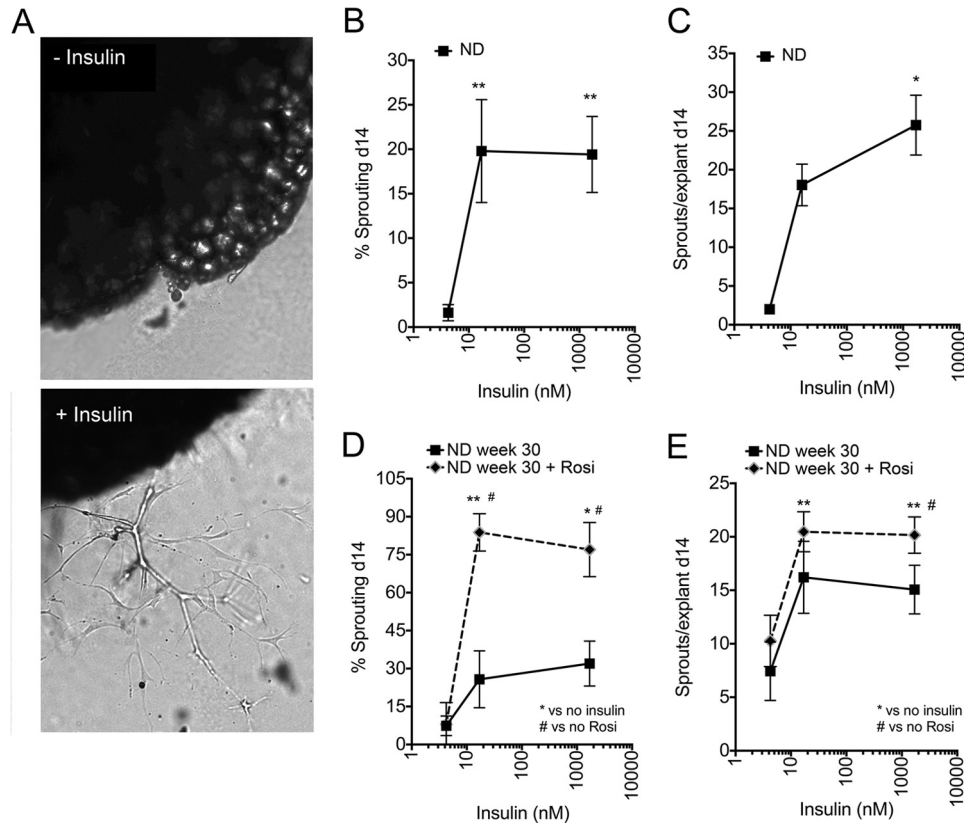 A
- Insulin
+ Insulin
B
ND
% Sprouting d14
30
25
20
15
10
5
0
**
**
1
10
100
1000
10000
Insulin (nM)
C
ND
Sprouts/explant d14
35
30
25
20
15
10
5
0
*
1
10
100
1000
10000
Insulin (nM)
D
ND week 30
ND week 30 + Rosi
% Sprouting d14
105
90
75
60
45
30
15
0
** #
* #
* vs no insulin
# vs no Rosi
1
10
100
1000
10000
Insulin (nM)
E
ND week 30
ND week 30 + Rosi
Sprouts/explant d14
25
20
15
10
5
0
**
** #
* vs no insulin
# vs no Rosi
1
10
100
1000
10000
Insulin (nM)